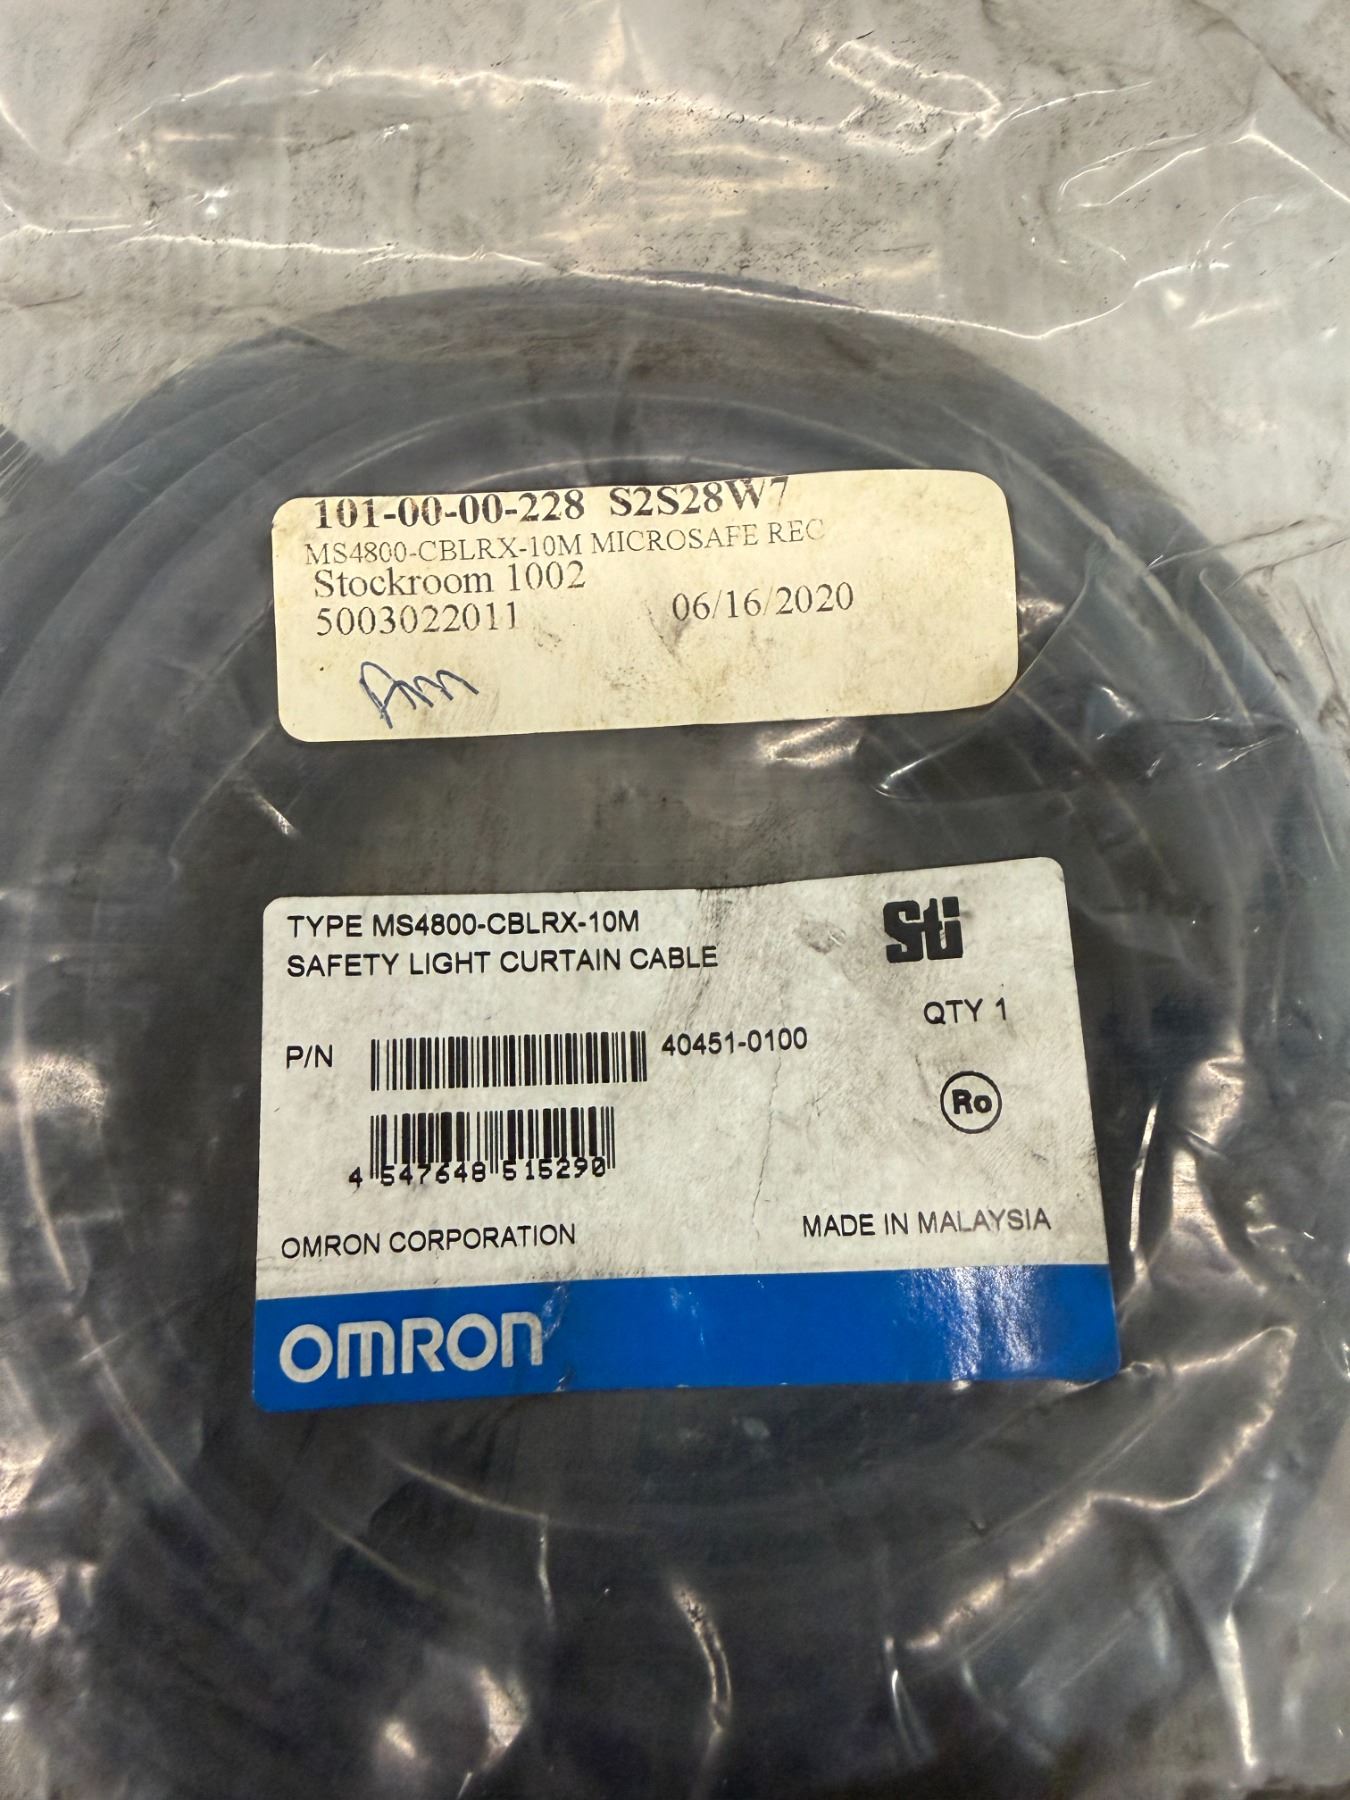 101-00-00-228 S2S28W7
MS4800-CBLRX-10M MICROSAFE REC
Stockroom 1002
5003022011 06/16/2020
Am
TYPE MS4800-CBLRX-10M
SAFETY LIGHT CURTAIN CABLE
Sti
QTY 1
P/N 40451-0100
Ro
4 547648 515290
OMRON CORPORATION MADE IN MALAYSIA
OMRON